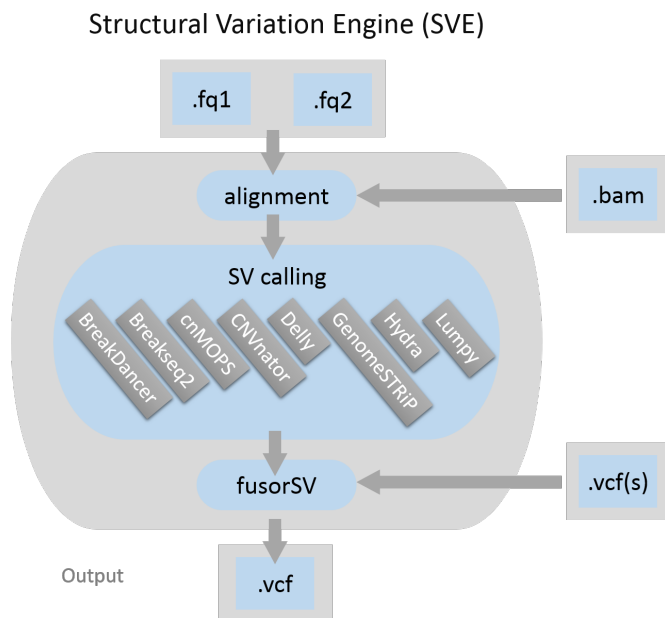 Structural Variation Engine (SVE)
.fq1
.fq2
alignment
.bam
SV calling
BreakDancer
Breakseq2
cnMOPS
CNVnator
Delly
GenomeSTRiP
Hydra
Lumpy
fusorSV
.vcf(s)
Output
.vcf